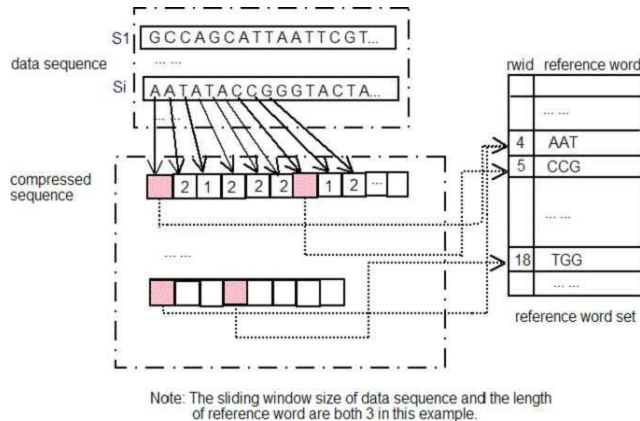 S1 GCCAGCATTAATTCGT...
data sequence
... ...
Si AATATACCGGGTACTA...
... ...
rwid reference word
... ...
4 AAT
5 CCG
... ...
18 TGG
... ...
reference word set
compressed
sequence
2 1 2 2 2 1 2 ...
... ...
Note: The sliding window size of data sequence and the length
of reference word are both 3 in this example.